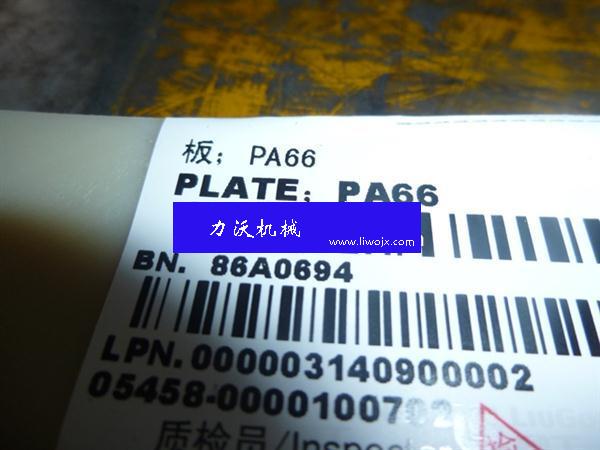 板; PA66
PLATE; PA66
力沃机械
www.liwojx.com
BN. 86A0694
LPN.000003140900002
05458-0000100702
质检员/Inspector